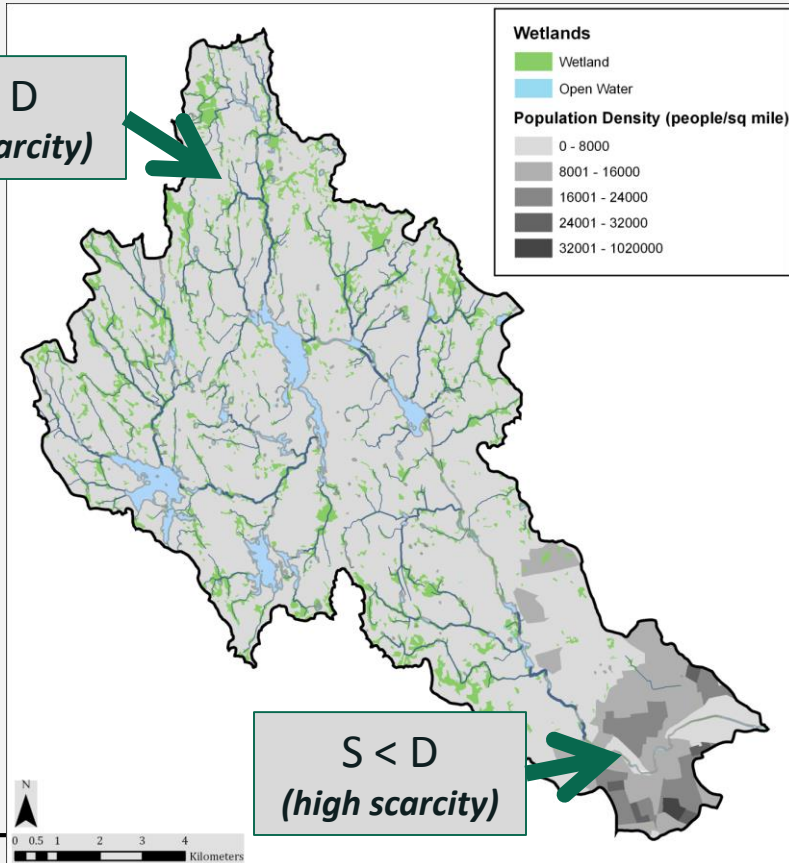 D
arcity)
Wetlands
Wetland
Open Water
Population Density (people/sq mile)
0 - 8000
8001 - 16000
16001 - 24000
24001 - 32000
32001 - 1020000
S < D
(high scarcity)
N
0 0.5 1 2 3 4
Kilometers